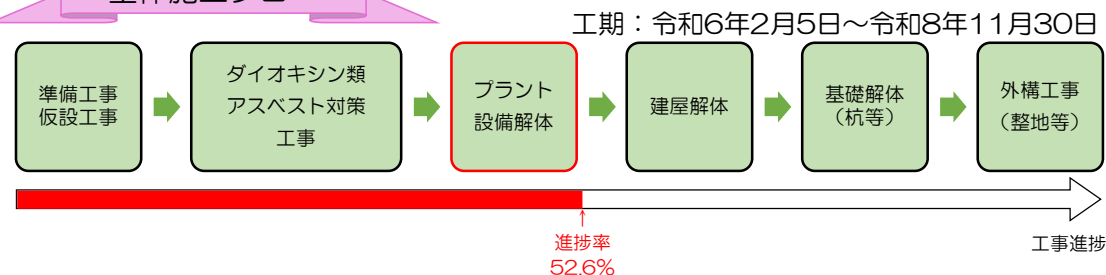 工期：令和6年2月5日～令和8年11月30日
準備工事
仮設工事
ダイオキシン類
アスベスト対策
工事
プラント
設備解体
建屋解体
基礎解体
（杭等）
外構工事
（整地等）
進捗率
52.6%
工事進捗